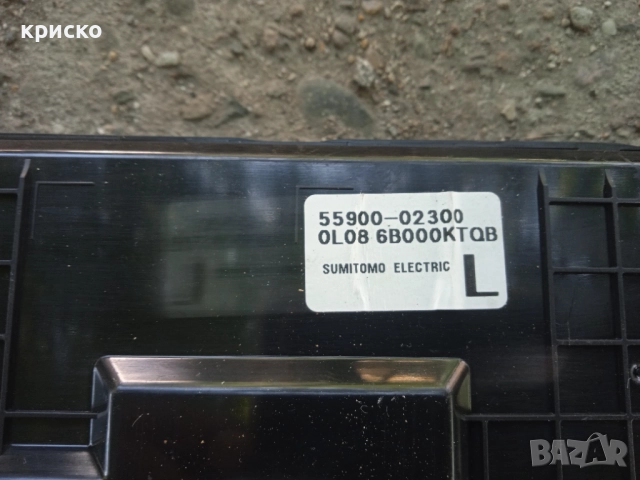 криско
55900-02300
0L08 6B000KTQB
SUMITOMO ELECTRIC L
BAZAR